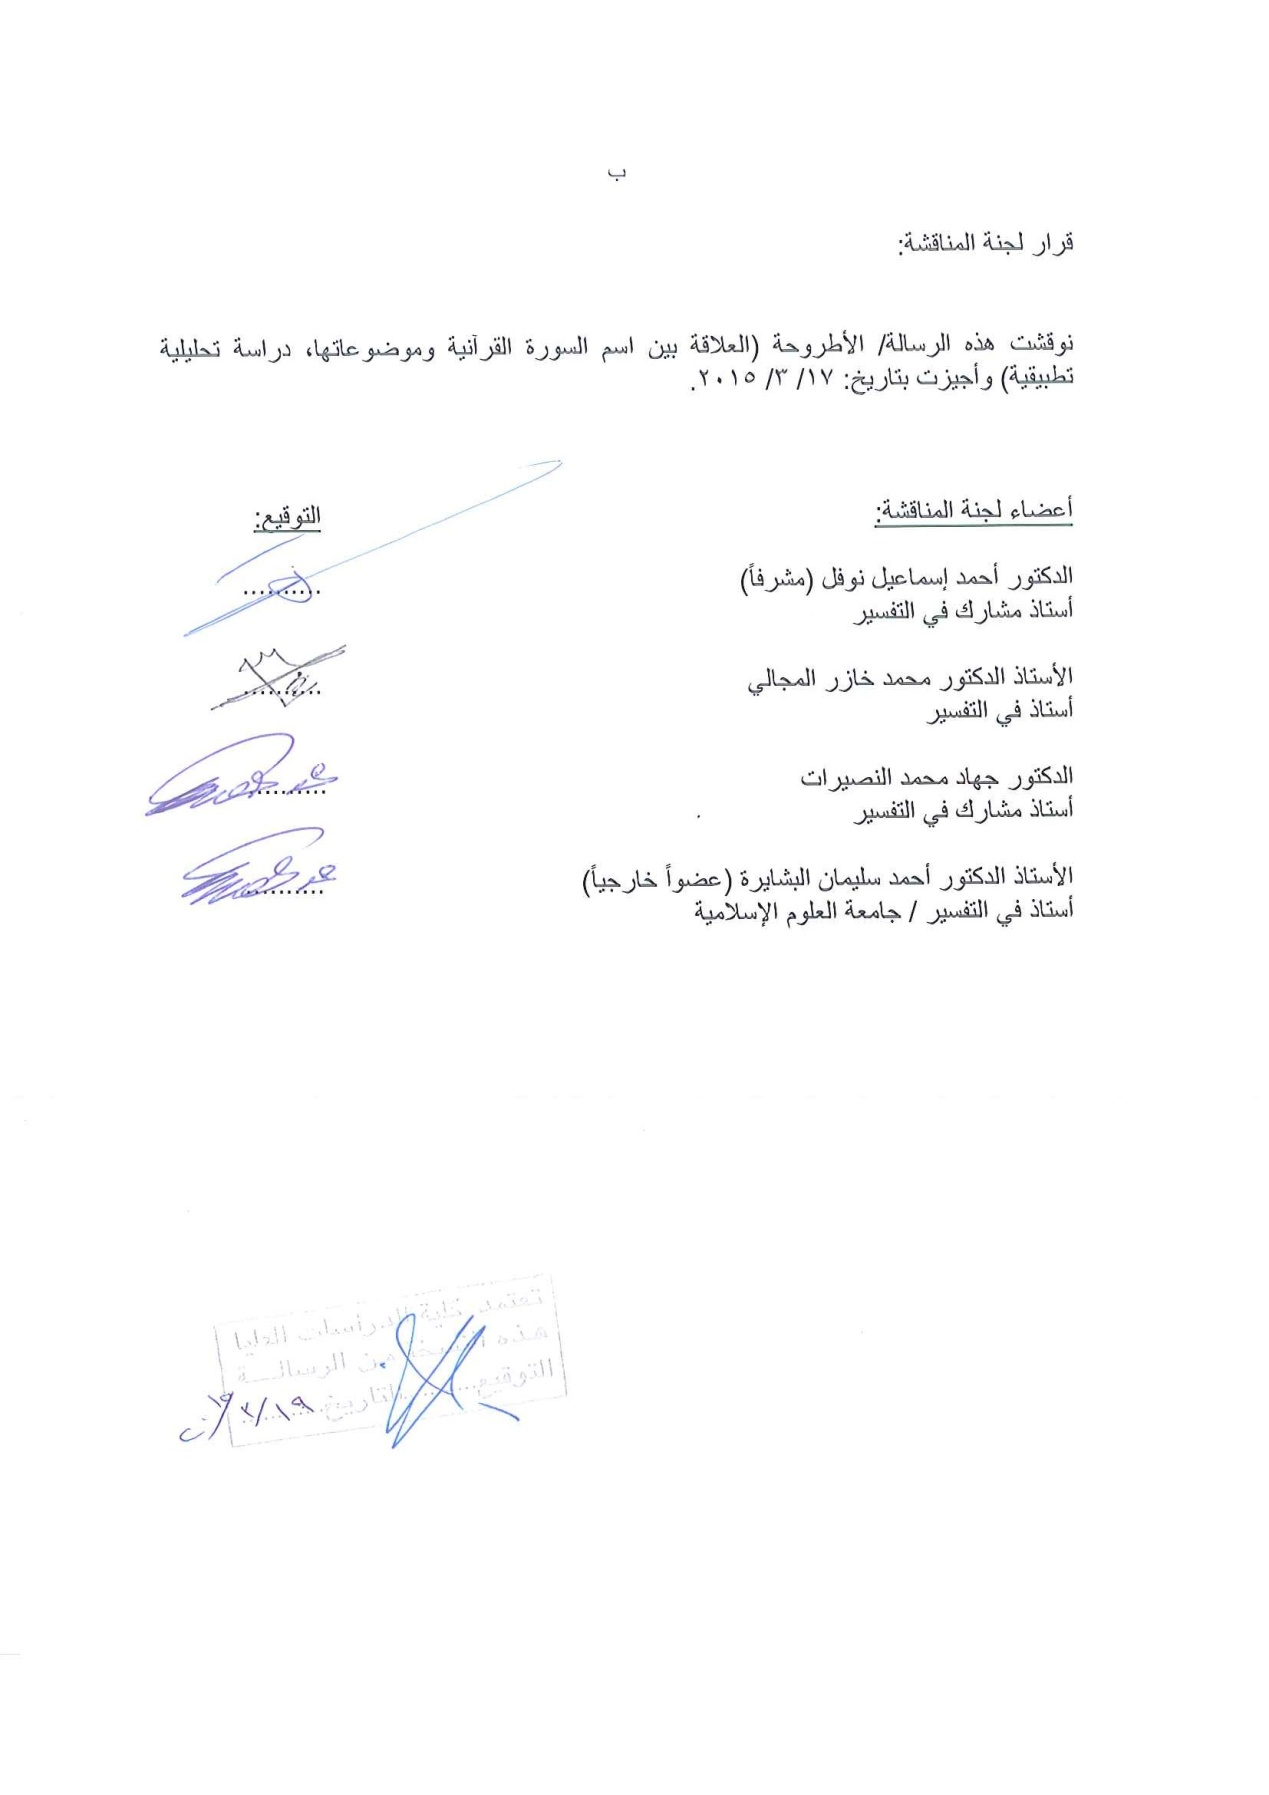 ب
قرار لجنة المناقشة:
نوقشت هذه الرسالة/ الأطروحة (العلاقة بين اسم السورة القرآنية وموضوعاتها، دراسة تحليلية
تطبيقية) وأجيزت بتاريخ: ١٧/ ٣/ ٢٠١٥.
أعضاء لجنة المناقشة: التوقيع:
الدكتور أحمد إسماعيل نوفل (مشرفاً) ..........
أستاذ مشارك في التفسير
الأستاذ الدكتور محمد خازر المجالي ..........
أستاذ في التفسير
الدكتور جهاد محمد النصيرات ..........
أستاذ مشارك في التفسير
الأستاذ الدكتور أحمد سليمان البشايرة (عضواً خارجياً) ..........
أستاذ في التفسير / جامعة العلوم الإسلامية
تعتمد كلية الدراسات العليا
هذه النسخة من الرسالــة
التوقيع........التاريخ........ ١٩/٣/